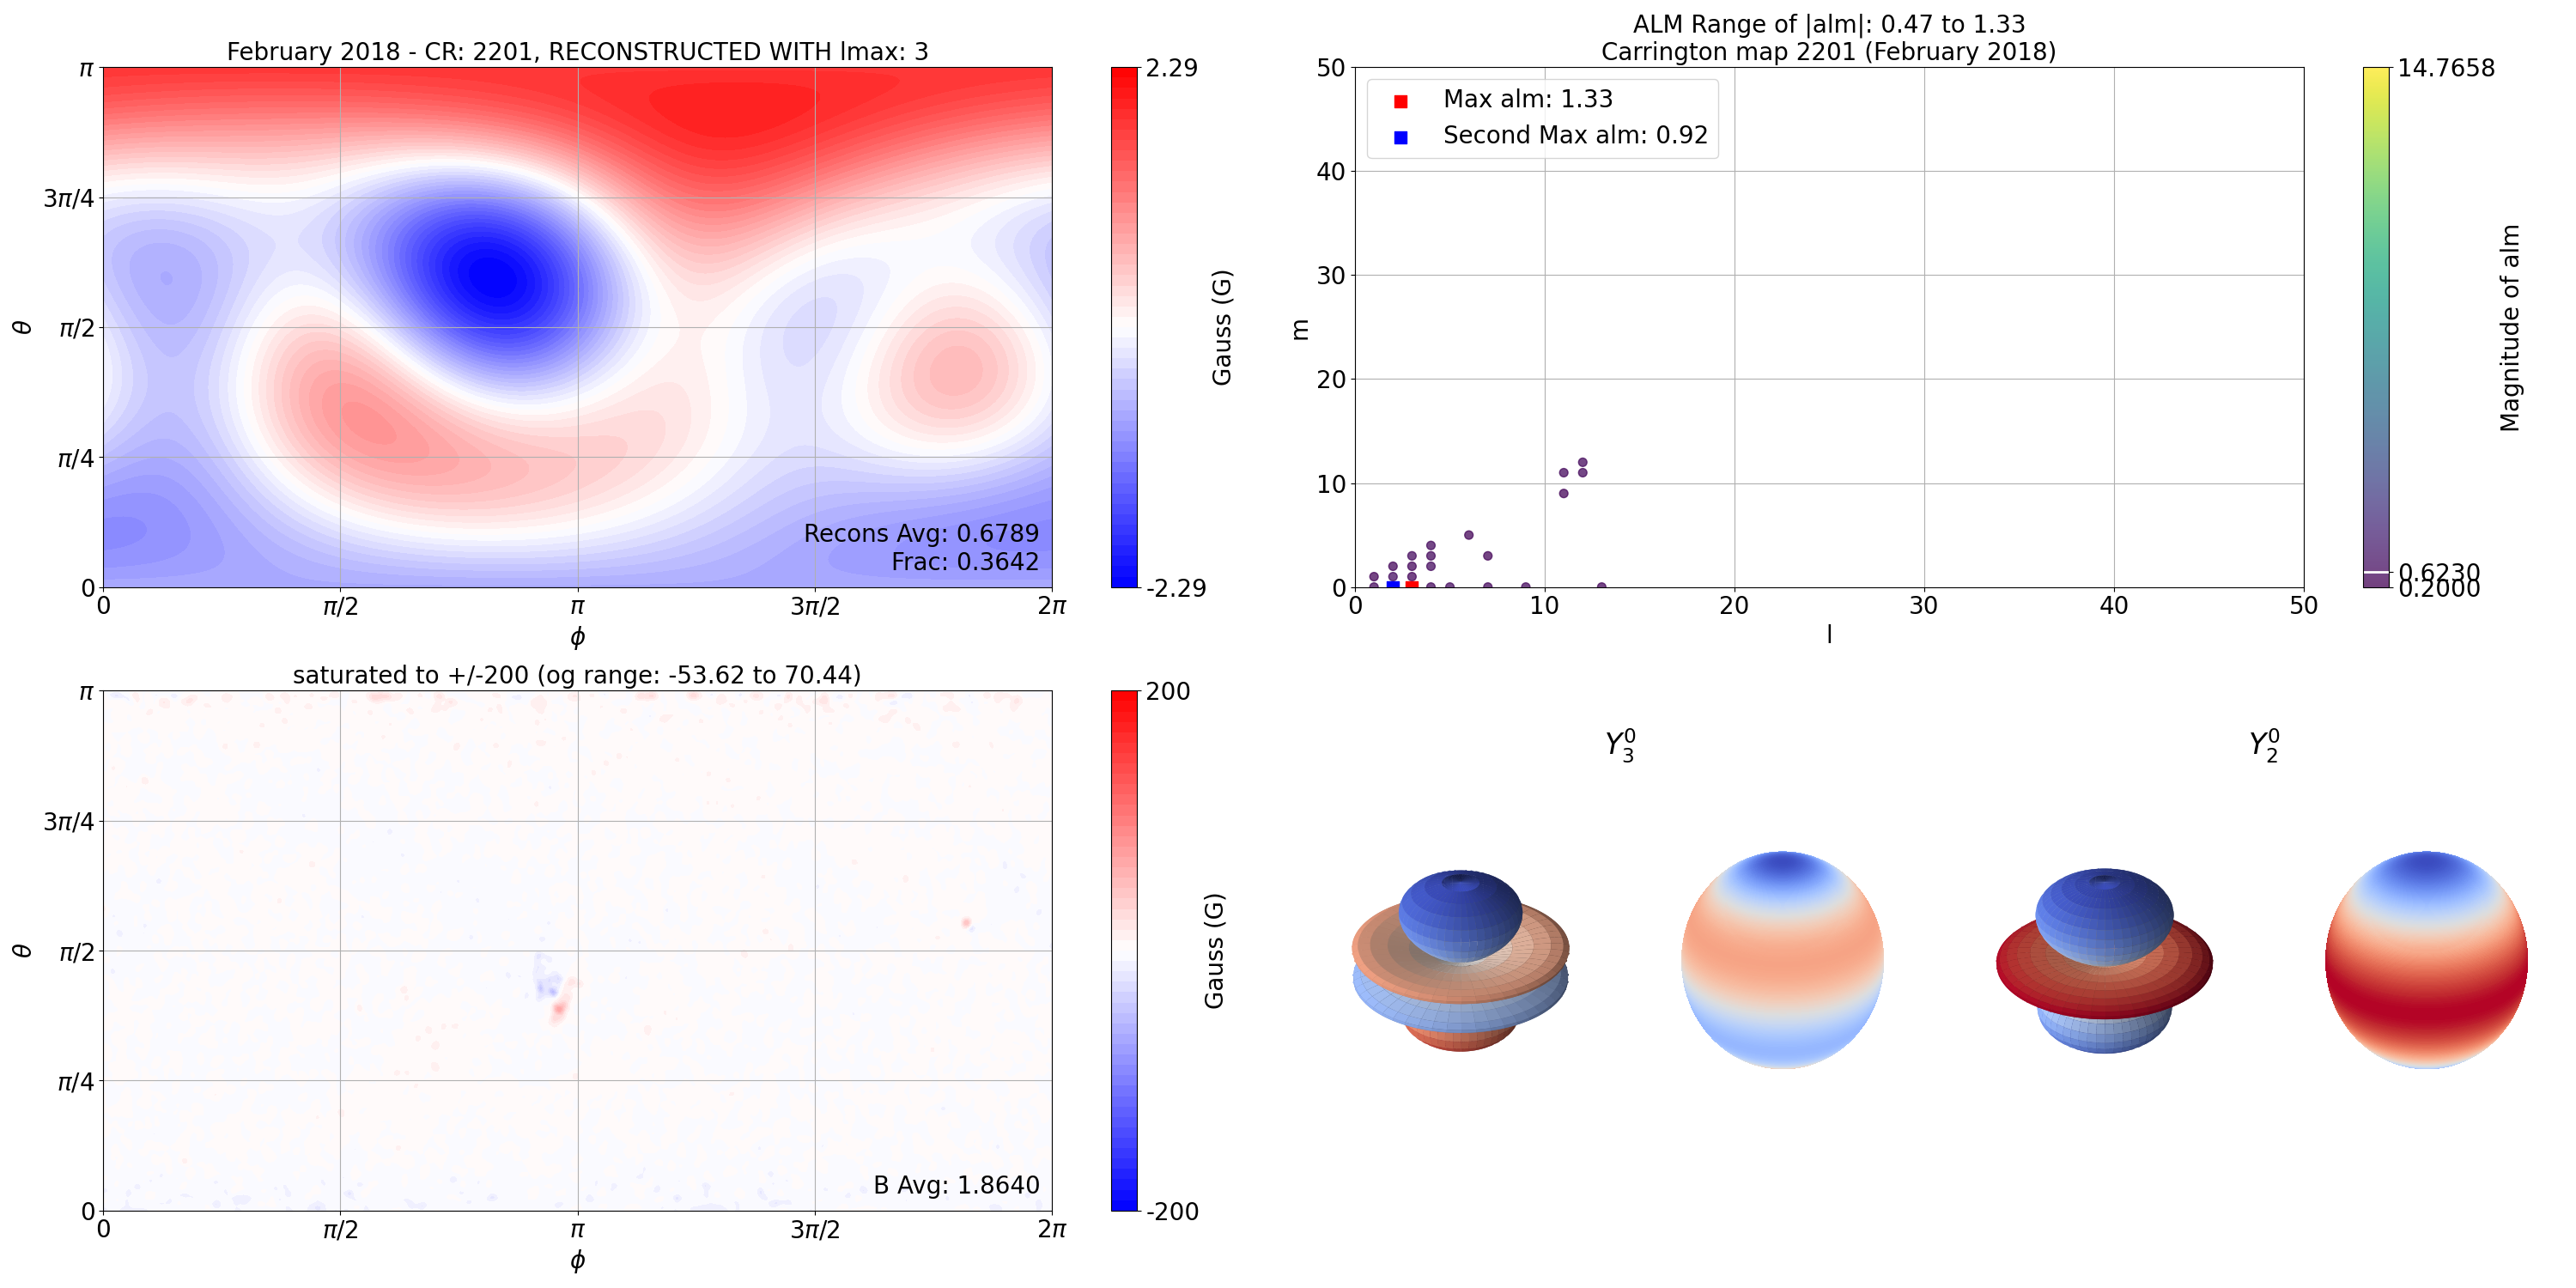 February 2018 - CR: 2201, RECONSTRUCTED WITH lmax: 3
π
3π/4
θ
π/2
π/4
0
0
π/2
π
3π/2
2π
ϕ
Recons Avg: 0.6789
Frac: 0.3642
2.29
Gauss (G)
-2.29
ALM Range of |alm|: 0.47 to 1.33
Carrington map 2201 (February 2018)
Max alm: 1.33
Second Max alm: 0.92
50
40
30
m
20
10
0
0
10
20
30
40
50
l
14.7658
Magnitude of alm
0.6230
0.2000
saturated to +/-200 (og range: -53.62 to 70.44)
π
3π/4
θ
π/2
π/4
0
0
π/2
π
3π/2
2π
ϕ
B Avg: 1.8640
200
Gauss (G)
-200
Y_3^0
Y_2^0